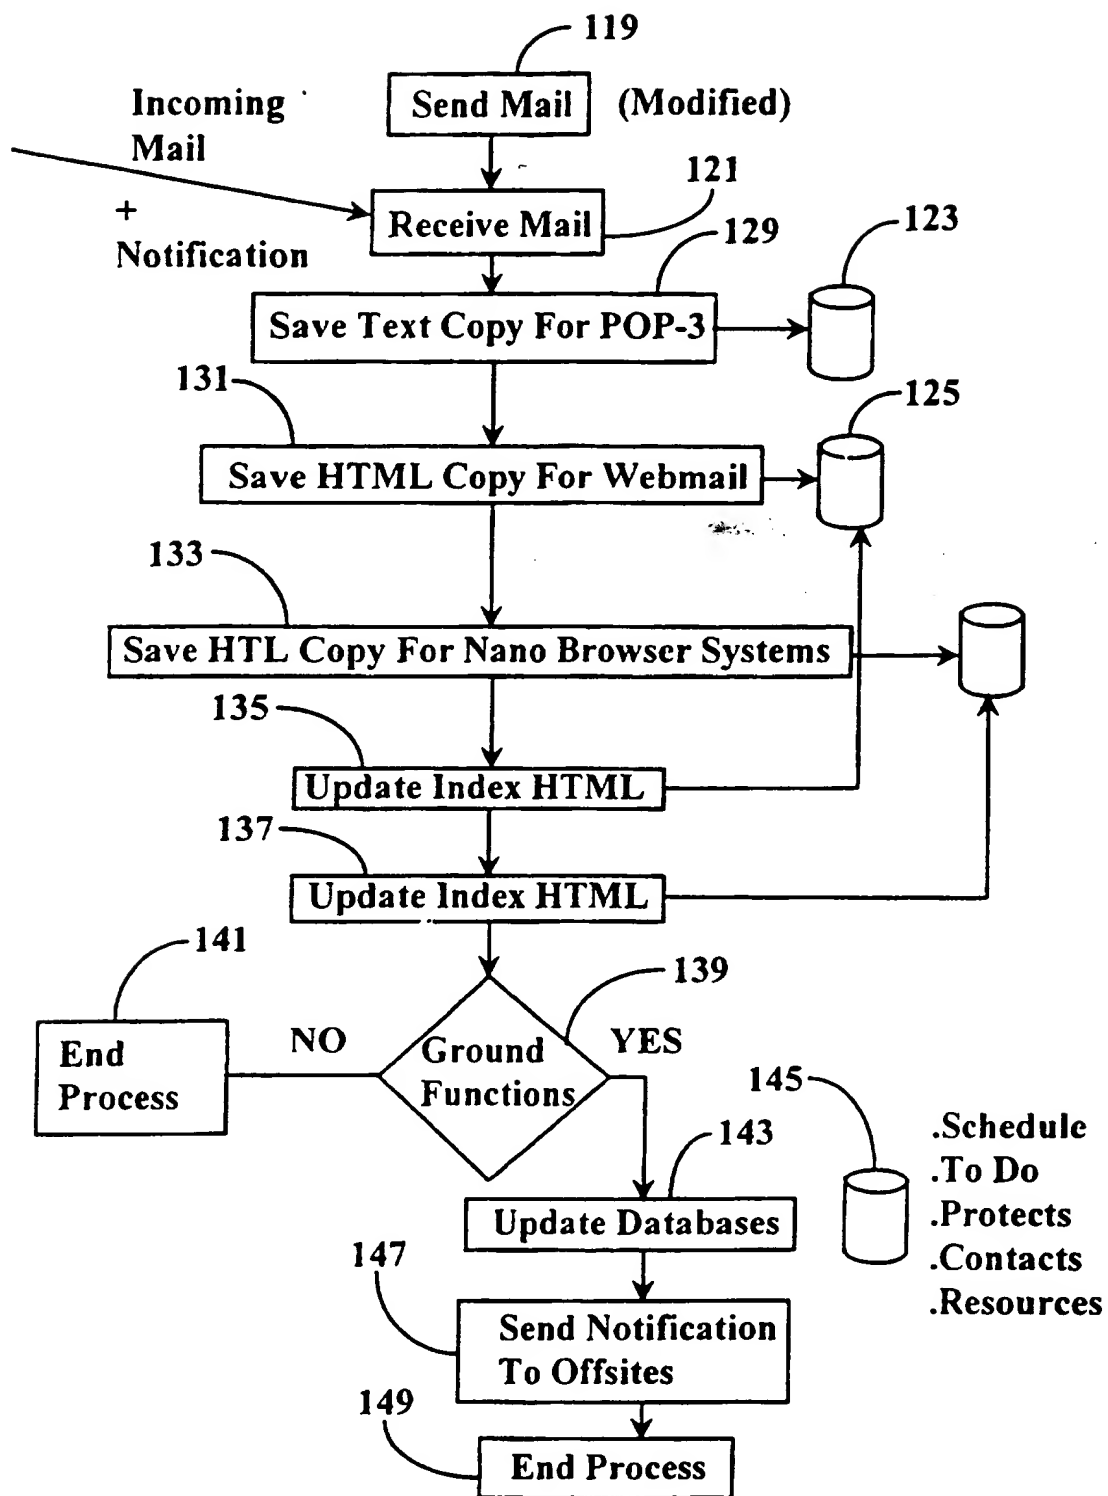 119
Send Mail (Modified)
Incoming
Mail
+
Notification
121
Receive Mail
129
123
Save Text Copy For POP-3
131
125
Save HTML Copy For Webmail
133
Save HTL Copy For Nano Browser Systems
135
Update Index HTML
137
Update Index HTML
141
139
NO
YES
End
Process
Ground
Functions
145
143
.Schedule
.To Do
.Protects
.Contacts
.Resources
Update Databases
147
Send Notification
To Offsites
149
End Process